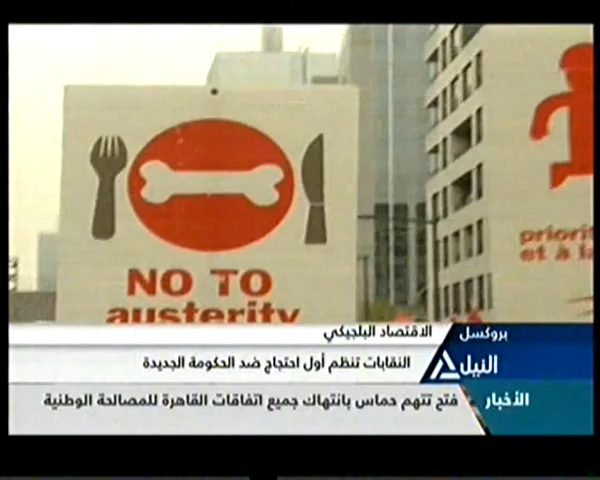 NO TO
austerity
priorit
et à la
بروكسل
الاقتصاد البلجيكي
النيل
النقابات تنظم أول احتجاج ضد الحكومة الجديدة
الأخبار
فتح تتهم حماس بانتهاك جميع اتفاقات القاهرة للمصالحة الوطنية